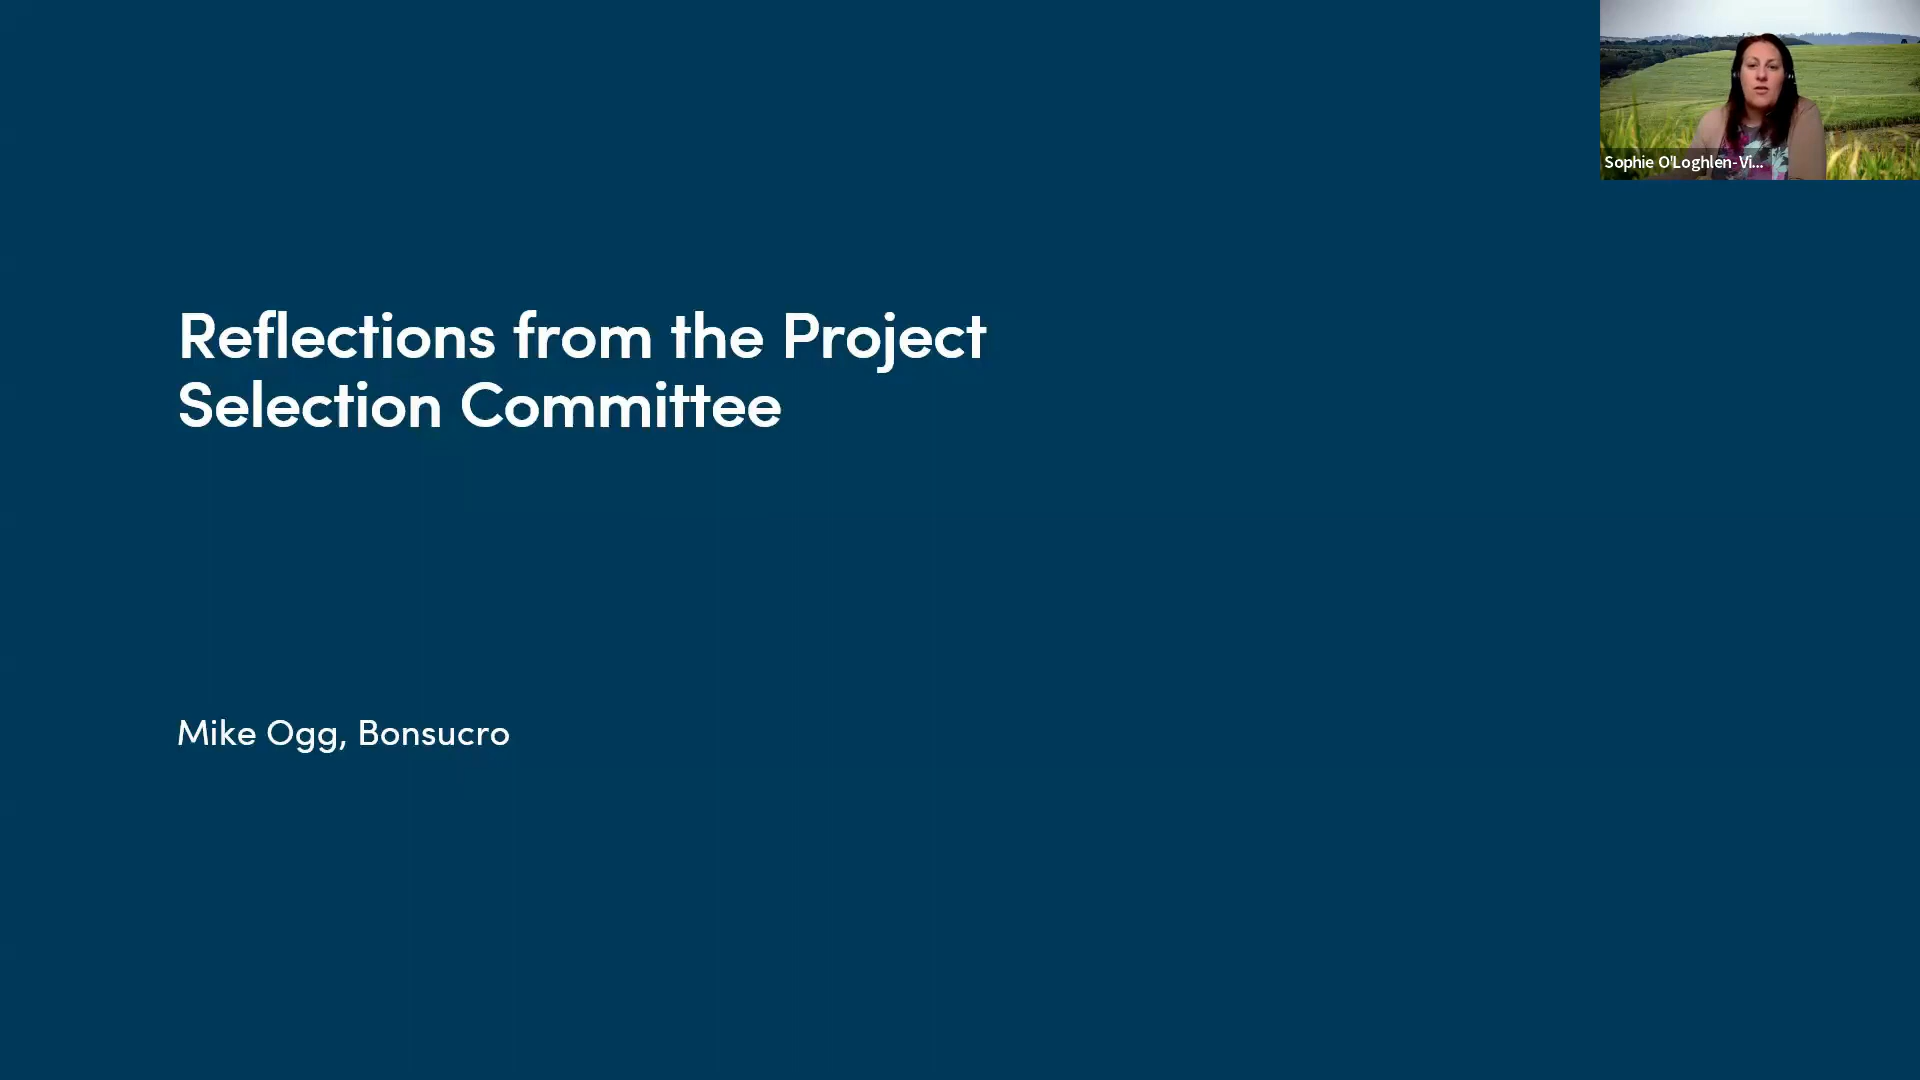 Sophie O'Loghlen-Vi...
Reflections from the Project
Selection Committee
Mike Ogg, Bonsucro